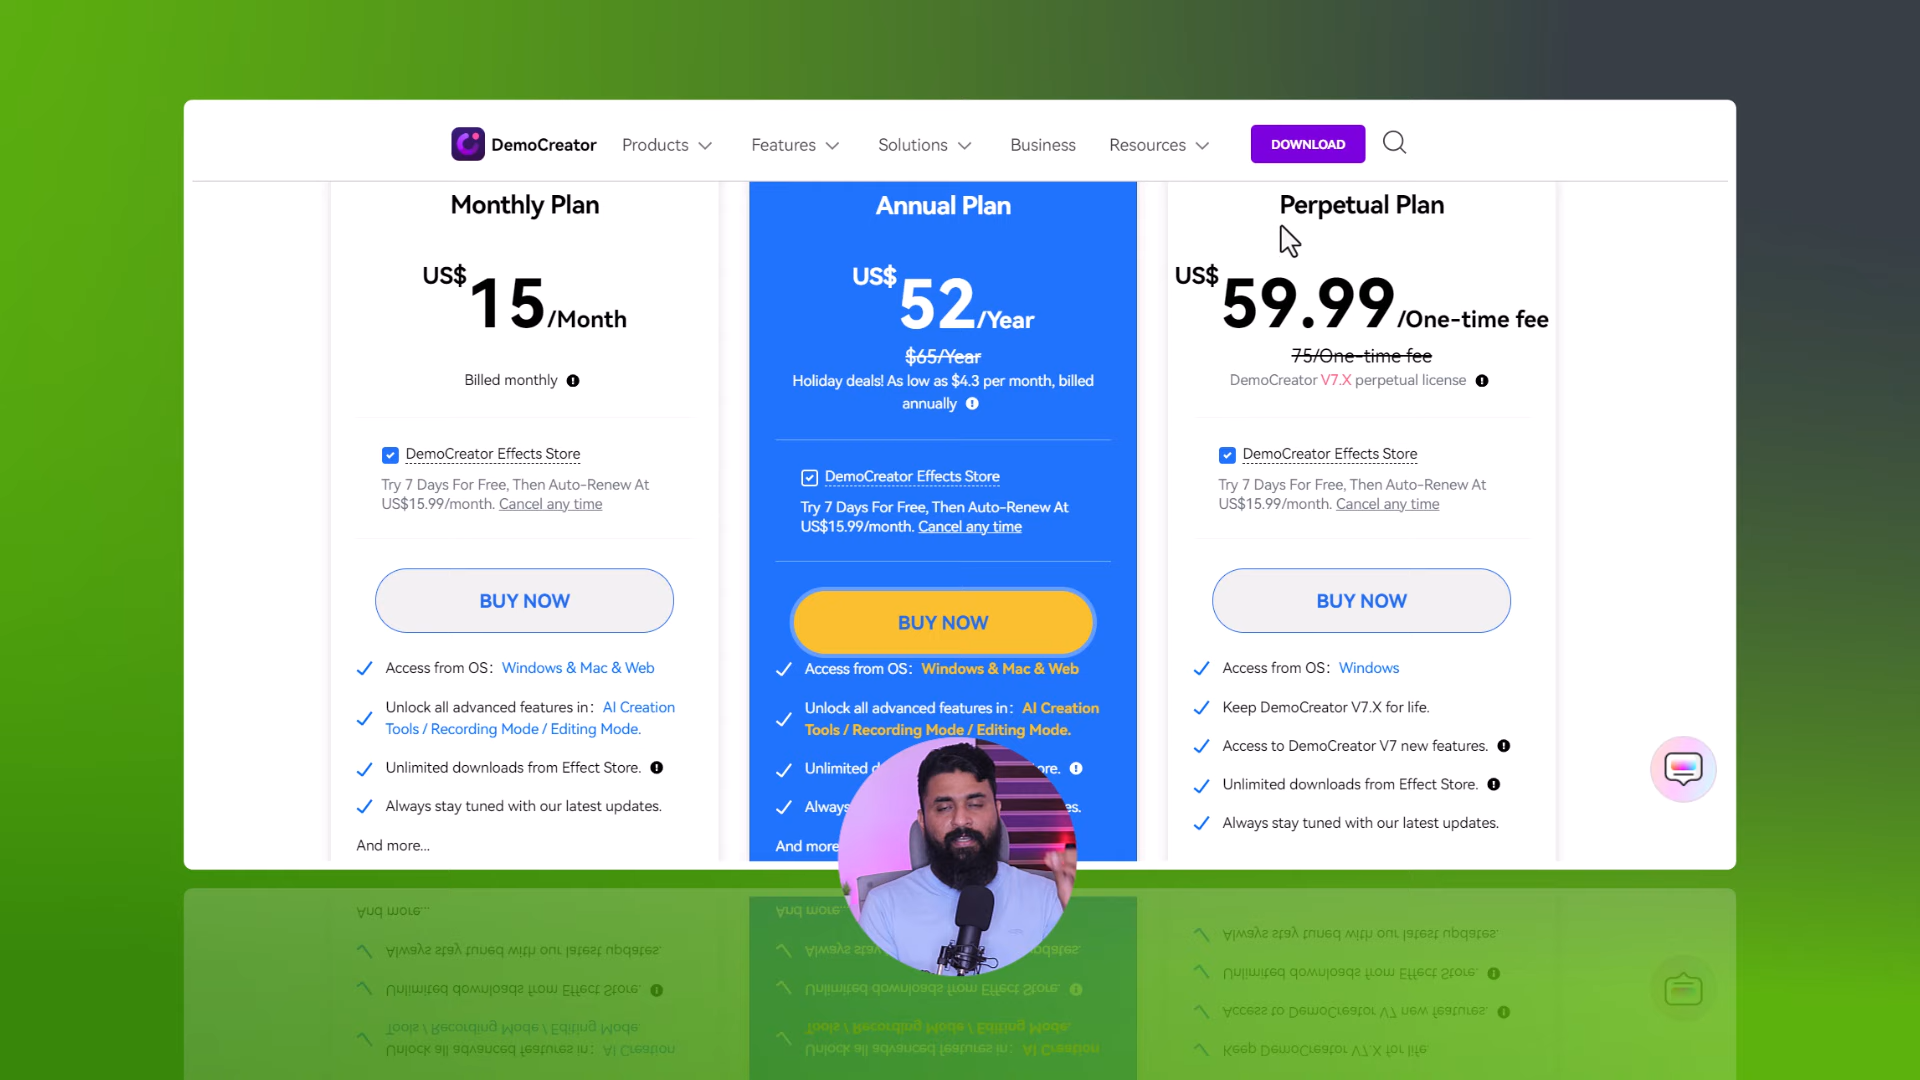 DemoCreator
Products
Features
Solutions
Business
Resources
DOWNLOAD
Monthly Plan
US$ 15 /Month
Billed monthly
DemoCreator Effects Store
Try 7 Days For Free, Then Auto-Renew At
US$15.99/month. Cancel any time
BUY NOW
Access from OS: Windows & Mac & Web
Unlock all advanced features in: AI Creation
Tools / Recording Mode / Editing Mode.
Unlimited downloads from Effect Store.
Always stay tuned with our latest updates.
And more...
Annual Plan
US$ 52 /Year
$65/Year
Holiday deals! As low as $4.3 per month, billed
annually
DemoCreator Effects Store
Try 7 Days For Free, Then Auto-Renew At
US$15.99/month. Cancel any time
BUY NOW
Access from OS: Windows & Mac & Web
Unlock all advanced features in: AI Creation
Tools / Recording Mode / Editing Mode.
Unlimited
Always
And more
Perpetual Plan
US$ 59.99 /One-time fee
75/One-time fee
DemoCreator V7.X perpetual license
DemoCreator Effects Store
Try 7 Days For Free, Then Auto-Renew At
US$15.99/month. Cancel any time
BUY NOW
Access from OS: Windows
Keep DemoCreator V7.X for life.
Access to DemoCreator V7 new features.
Unlimited downloads from Effect Store.
Always stay tuned with our latest updates.